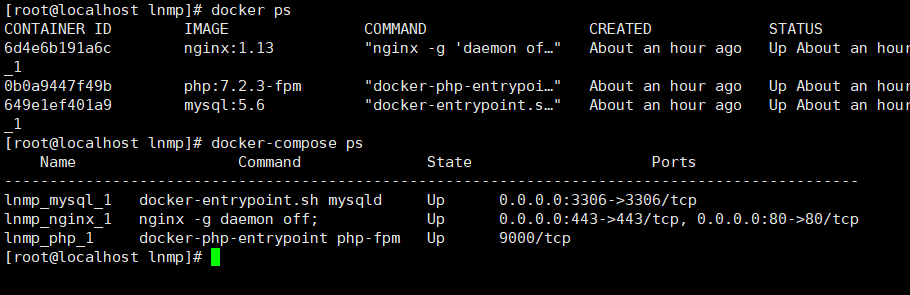 [root@localhost lnmp]# docker ps
CONTAINER ID        IMAGE               COMMAND                  CREATED             STATUS
6d4e6b191a6c        nginx:1.13          "nginx -g 'daemon of…"   About an hour ago   Up About an hour
_1
0b0a9447f49b        php:7.2.3-fpm       "docker-php-entrypoi…"   About an hour ago   Up About an hour
649e1ef401a9        mysql:5.6           "docker-entrypoint.s…"   About an hour ago   Up About an hour
_1
[root@localhost lnmp]# docker-compose ps
    Name                  Command              State                    Ports
-----------------------------------------------------------------------------------------------
lnmp_mysql_1   docker-entrypoint.sh mysqld     Up      0.0.0.0:3306->3306/tcp
lnmp_nginx_1   nginx -g daemon off;            Up      0.0.0.0:443->443/tcp, 0.0.0.0:80->80/tcp
lnmp_php_1     docker-php-entrypoint php-fpm   Up      9000/tcp
[root@localhost lnmp]#